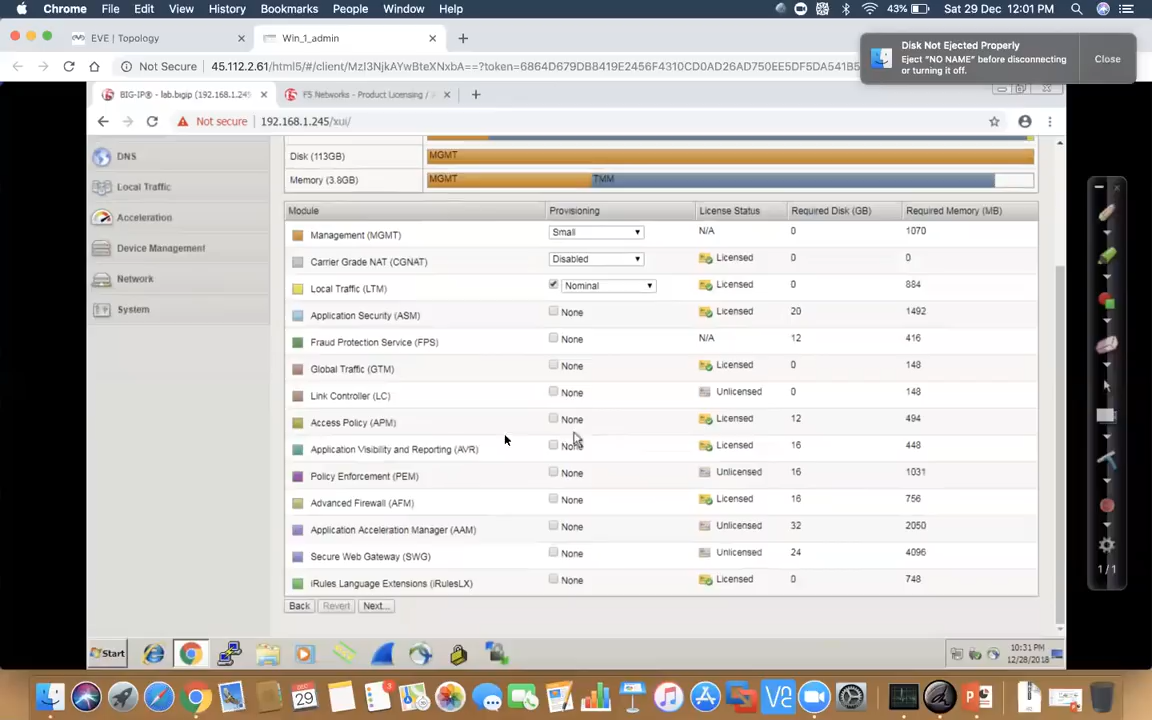 Chrome File Edit View History Bookmarks People Window Help 43% Sat 29 Dec 12:01 PM
EVE | Topology × Win_1_admin × +
Not Secure 45.112.2.61/html5/#/client/MzI3NjkAYwBteXNxbA==?token=6864D679DB8419E2456F4310CD0AD26AD750EE5DF5DA541B5
Disk Not Ejected Properly
Eject "NO NAME" before disconnecting
or turning it off.
Close
BIG-IP® - lab.bigip (192.168.1.245 × F5 Networks - Product Licensing / × +
Not secure 192.168.1.245/xui/
DNS
Local Traffic
Acceleration
Device Management
Network
System
Disk (113GB) MGMT
Memory (3.8GB) MGMT TMM
Module Provisioning License Status Required Disk (GB) Required Memory (MB)
Management (MGMT) Small N/A 0 1070
Carrier Grade NAT (CGNAT) Disabled Licensed 0 0
Local Traffic (LTM) Nominal Licensed 0 884
Application Security (ASM) None Licensed 20 1492
Fraud Protection Service (FPS) None N/A 12 416
Global Traffic (GTM) None Licensed 0 148
Link Controller (LC) None Unlicensed 0 148
Access Policy (APM) None Licensed 12 494
Application Visibility and Reporting (AVR) None Licensed 16 448
Policy Enforcement (PEM) None Unlicensed 16 1031
Advanced Firewall (AFM) None Licensed 16 756
Application Acceleration Manager (AAM) None Unlicensed 32 2050
Secure Web Gateway (SWG) None Unlicensed 24 4096
iRules Language Extensions (iRulesLX) None Licensed 0 748
Back Revert Next...
1/1
Start 10:31 PM
12/28/2018